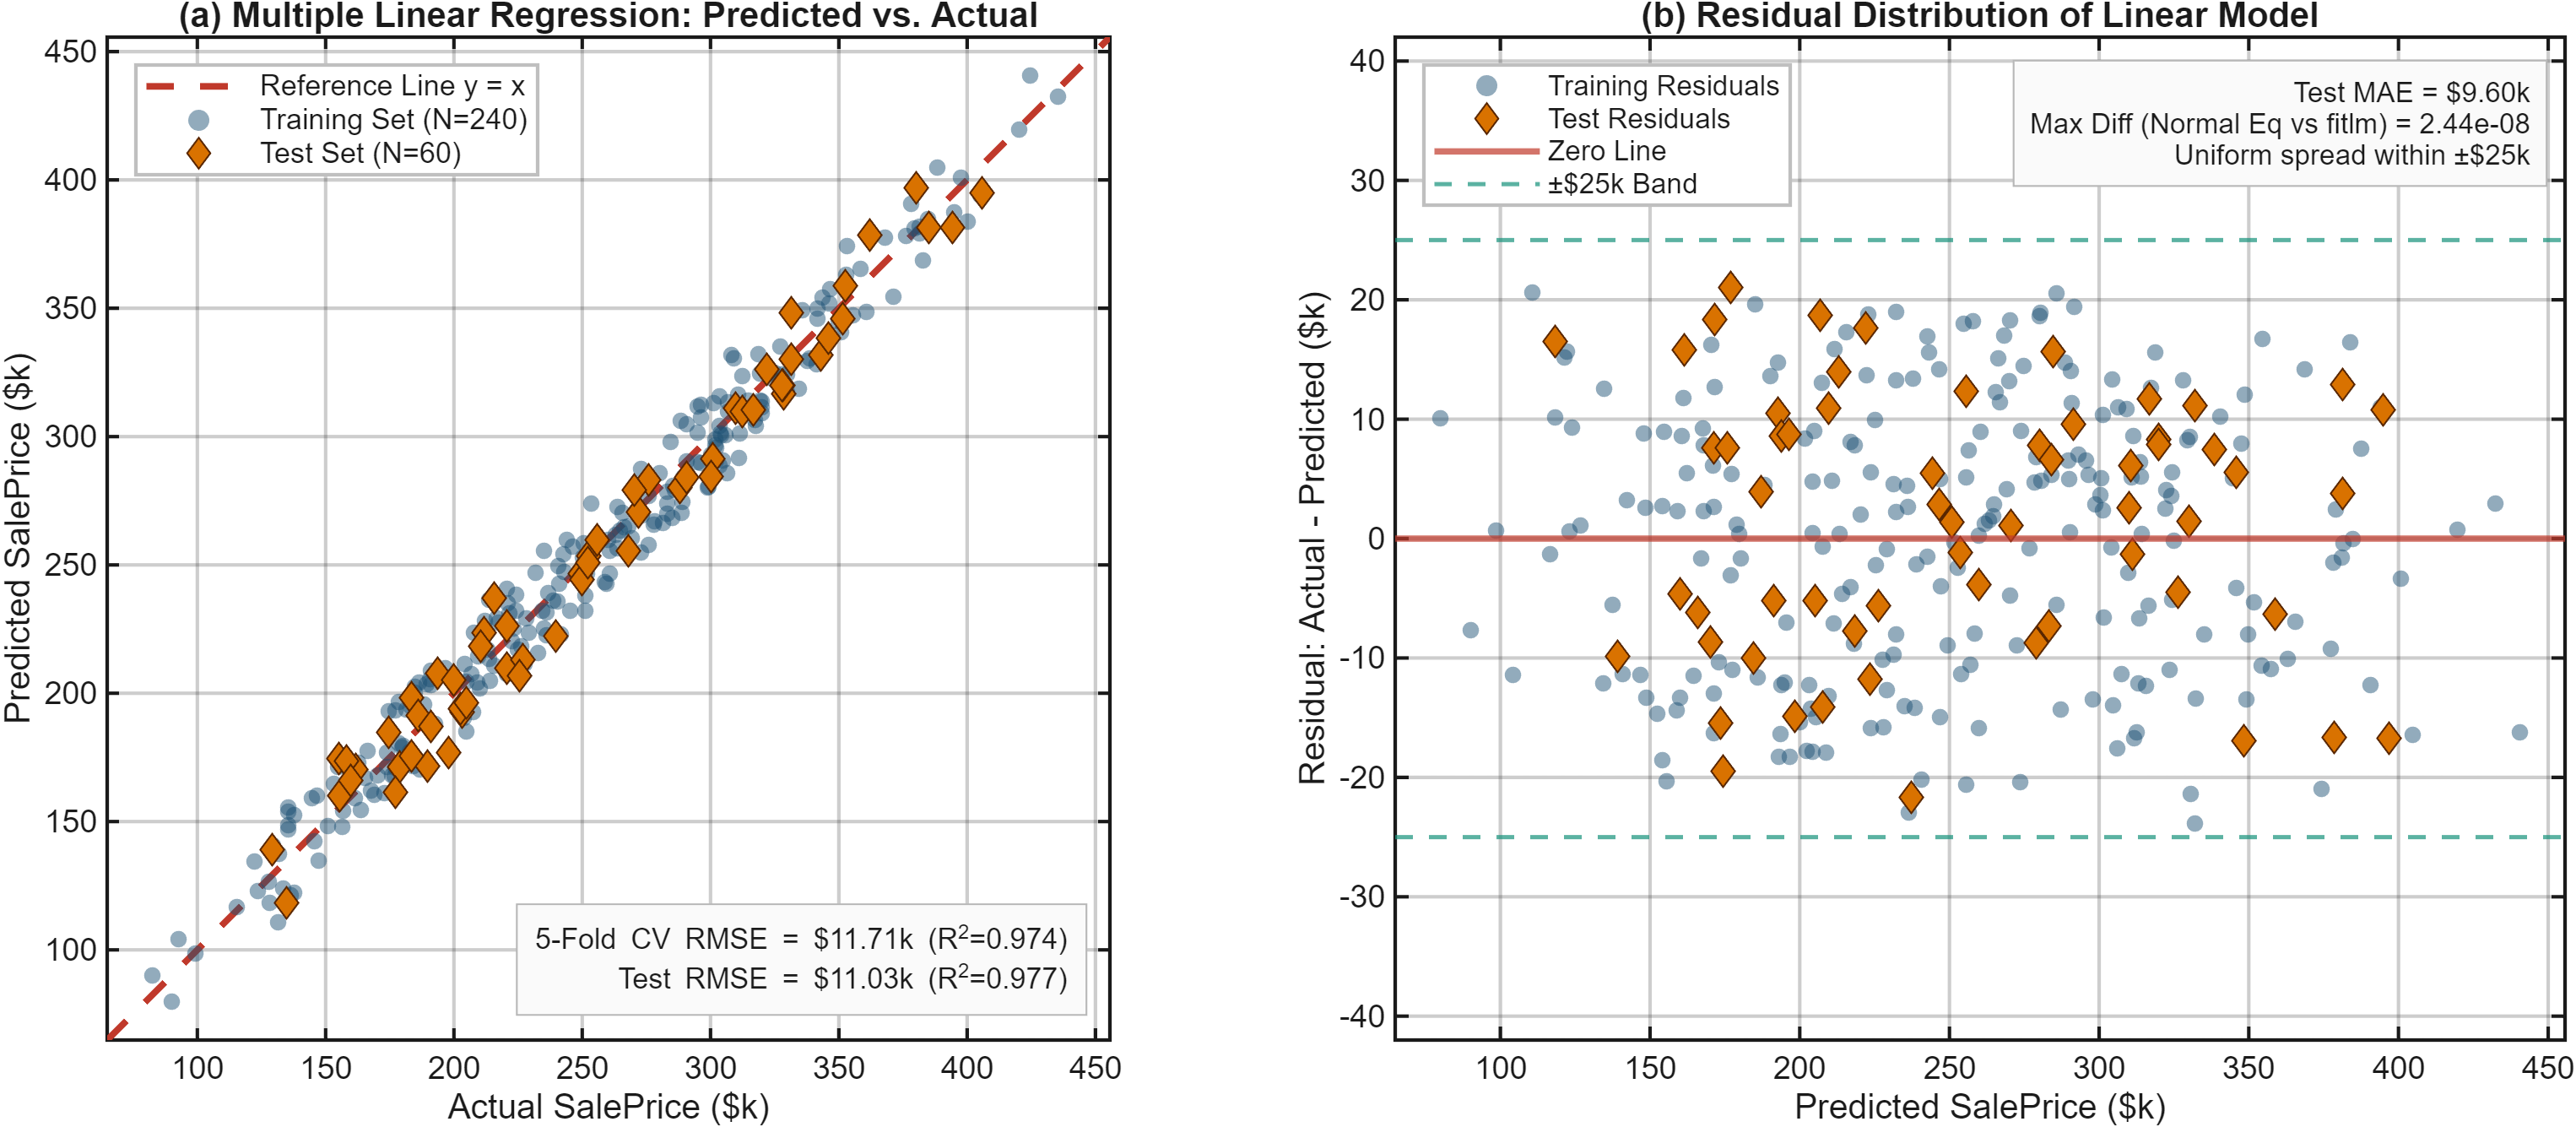 (a) Multiple Linear Regression: Predicted vs. Actual
450
400
350
300
250
200
150
100
Predicted SalePrice ($k)
Reference Line y = x
Training Set (N=240)
Test Set (N=60)
5-Fold CV RMSE = $11.71k (R²=0.974)
Test RMSE = $11.03k (R²=0.977)
100 150 200 250 300 350 400 450
Actual SalePrice ($k)
(b) Residual Distribution of Linear Model
40
30
20
10
0
-10
-20
-30
-40
Residual: Actual - Predicted ($k)
Training Residuals
Test Residuals
Zero Line
±$25k Band
Test MAE = $9.60k
Max Diff (Normal Eq vs fitlm) = 2.44e-08
Uniform spread within ±$25k
100 150 200 250 300 350 400 450
Predicted SalePrice ($k)